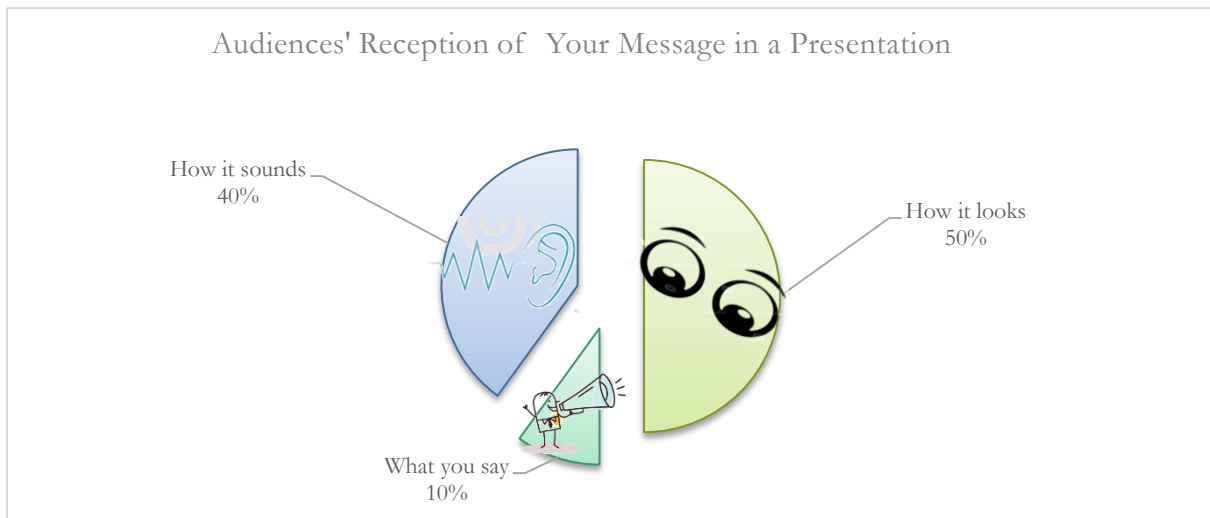 Audiences' Reception of  Your Message in a Presentation
How it sounds
40%
How it looks
50%
What you say
10%